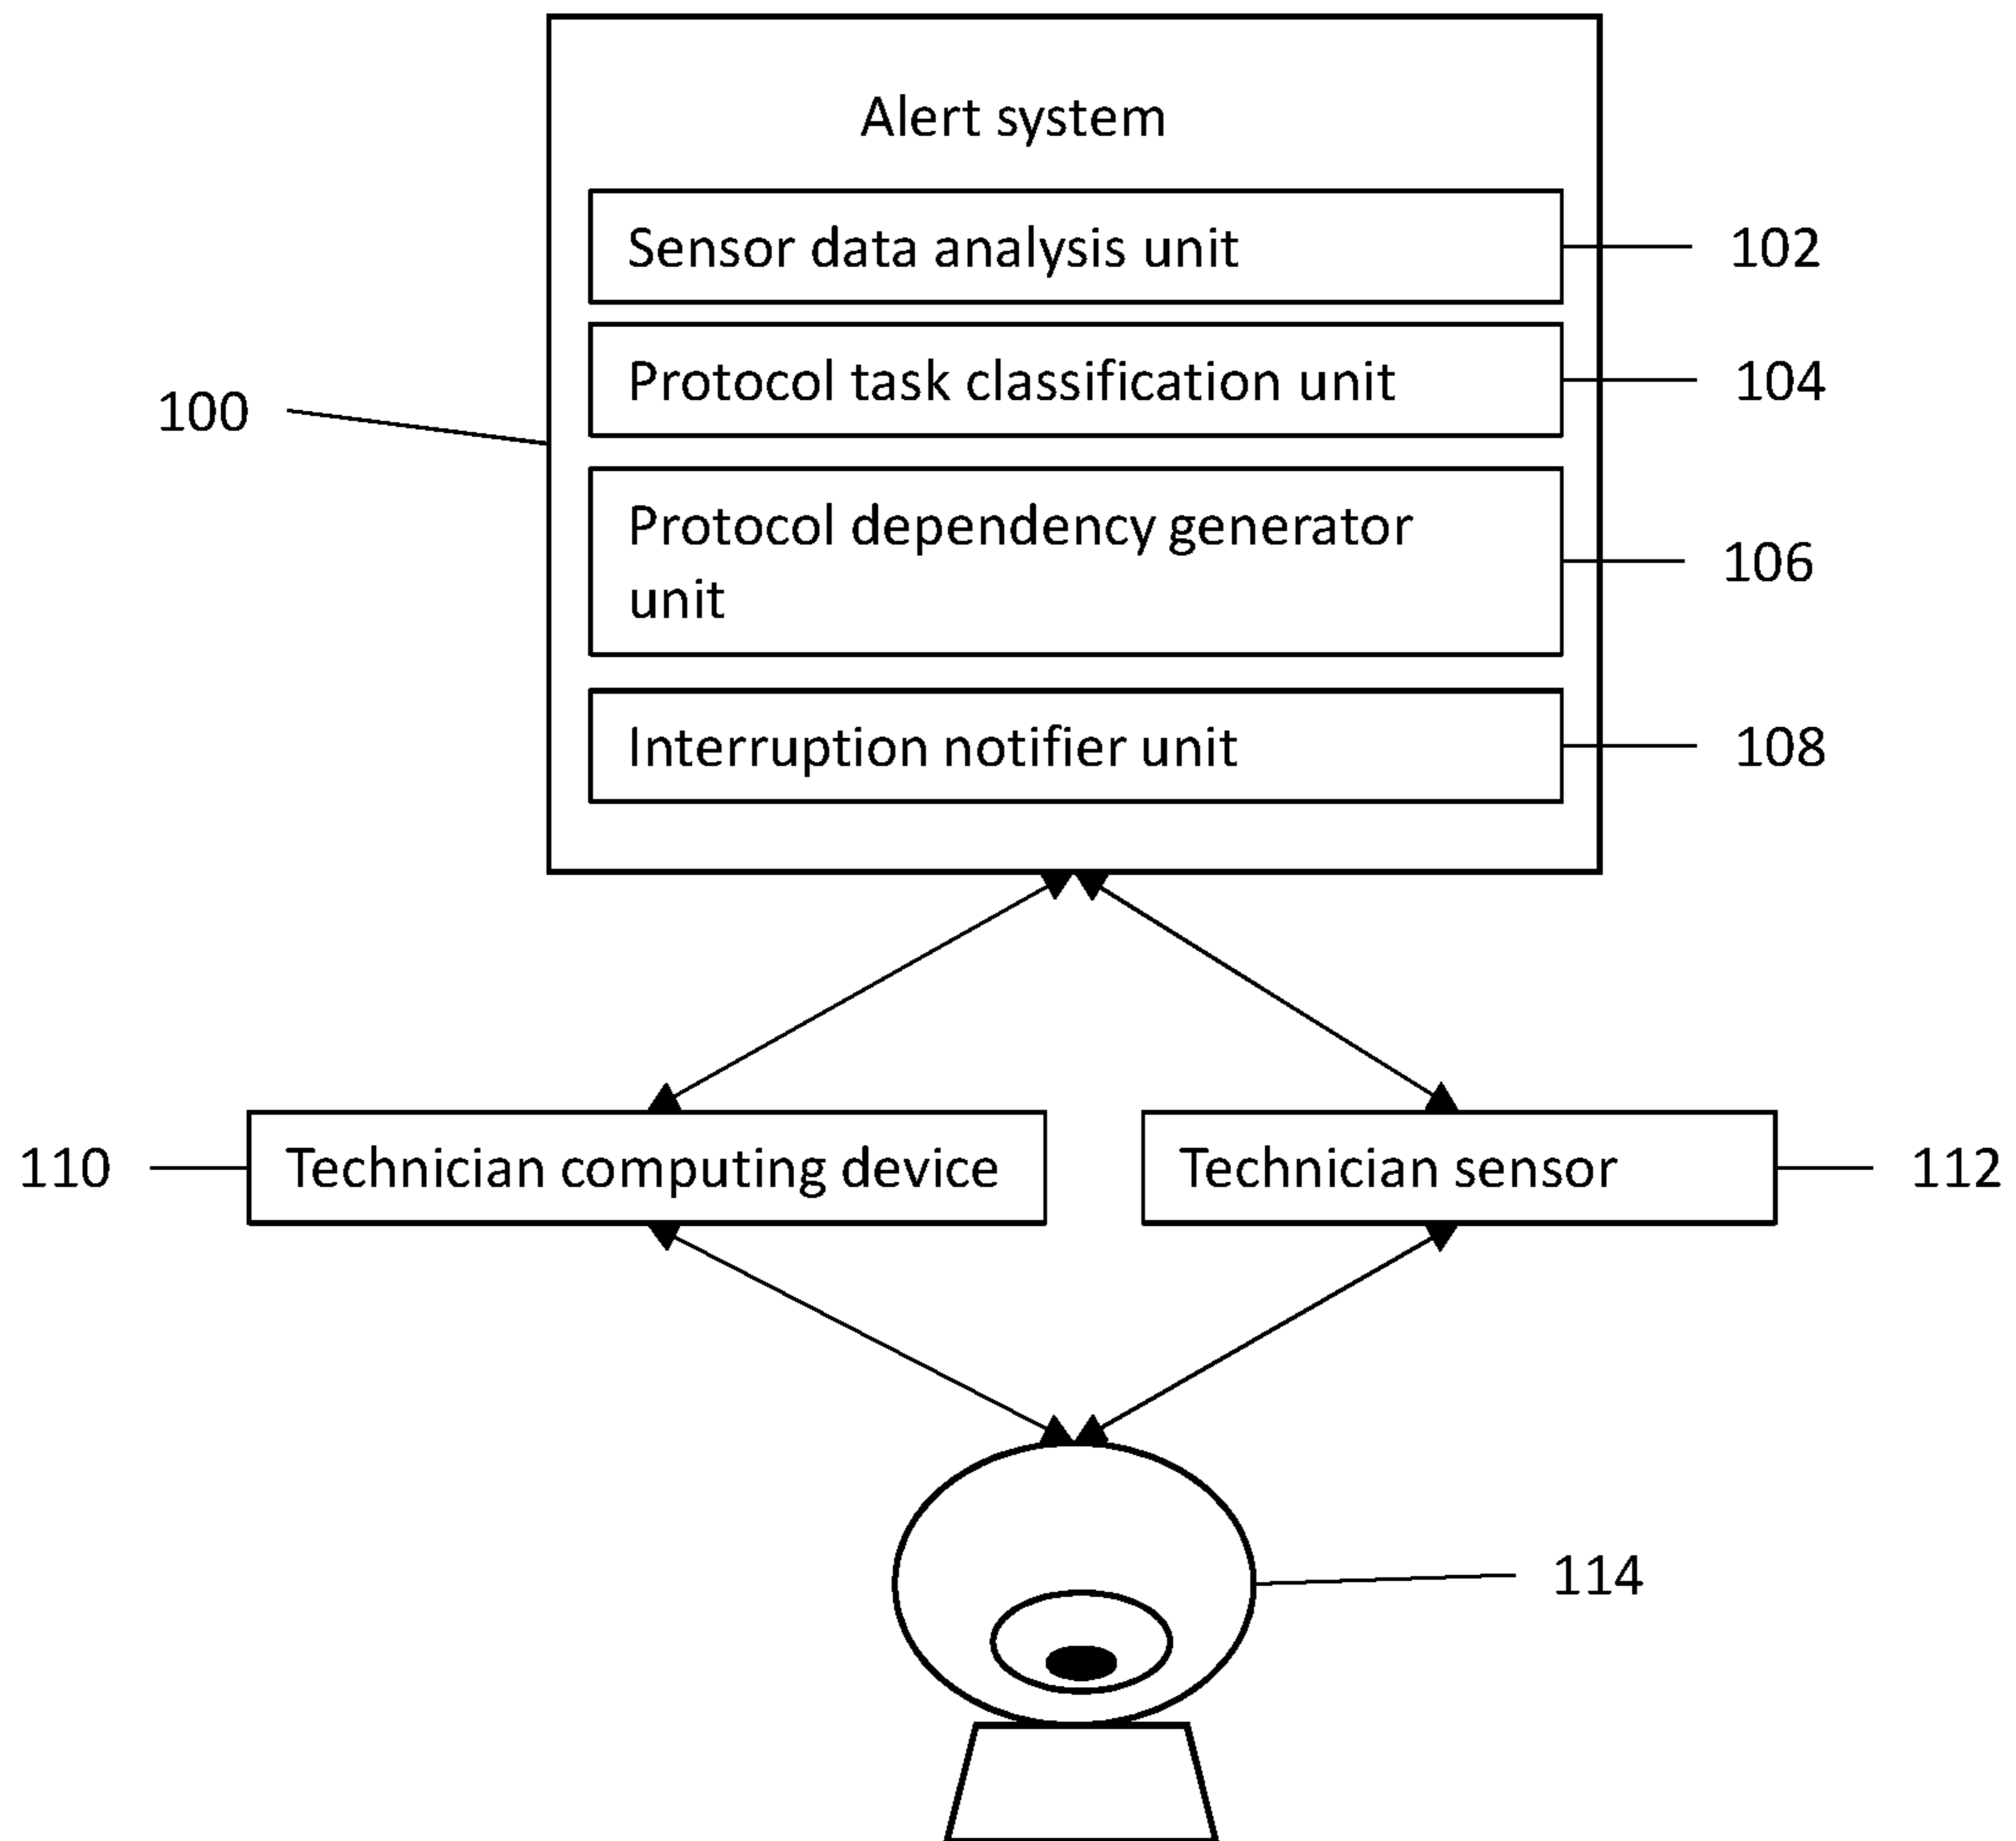 Alert system
Sensor data analysis unit
102
Protocol task classification unit
104
100
Protocol dependency generator
unit
106
Interruption notifier unit
108
110
Technician computing device
Technician sensor
112
114